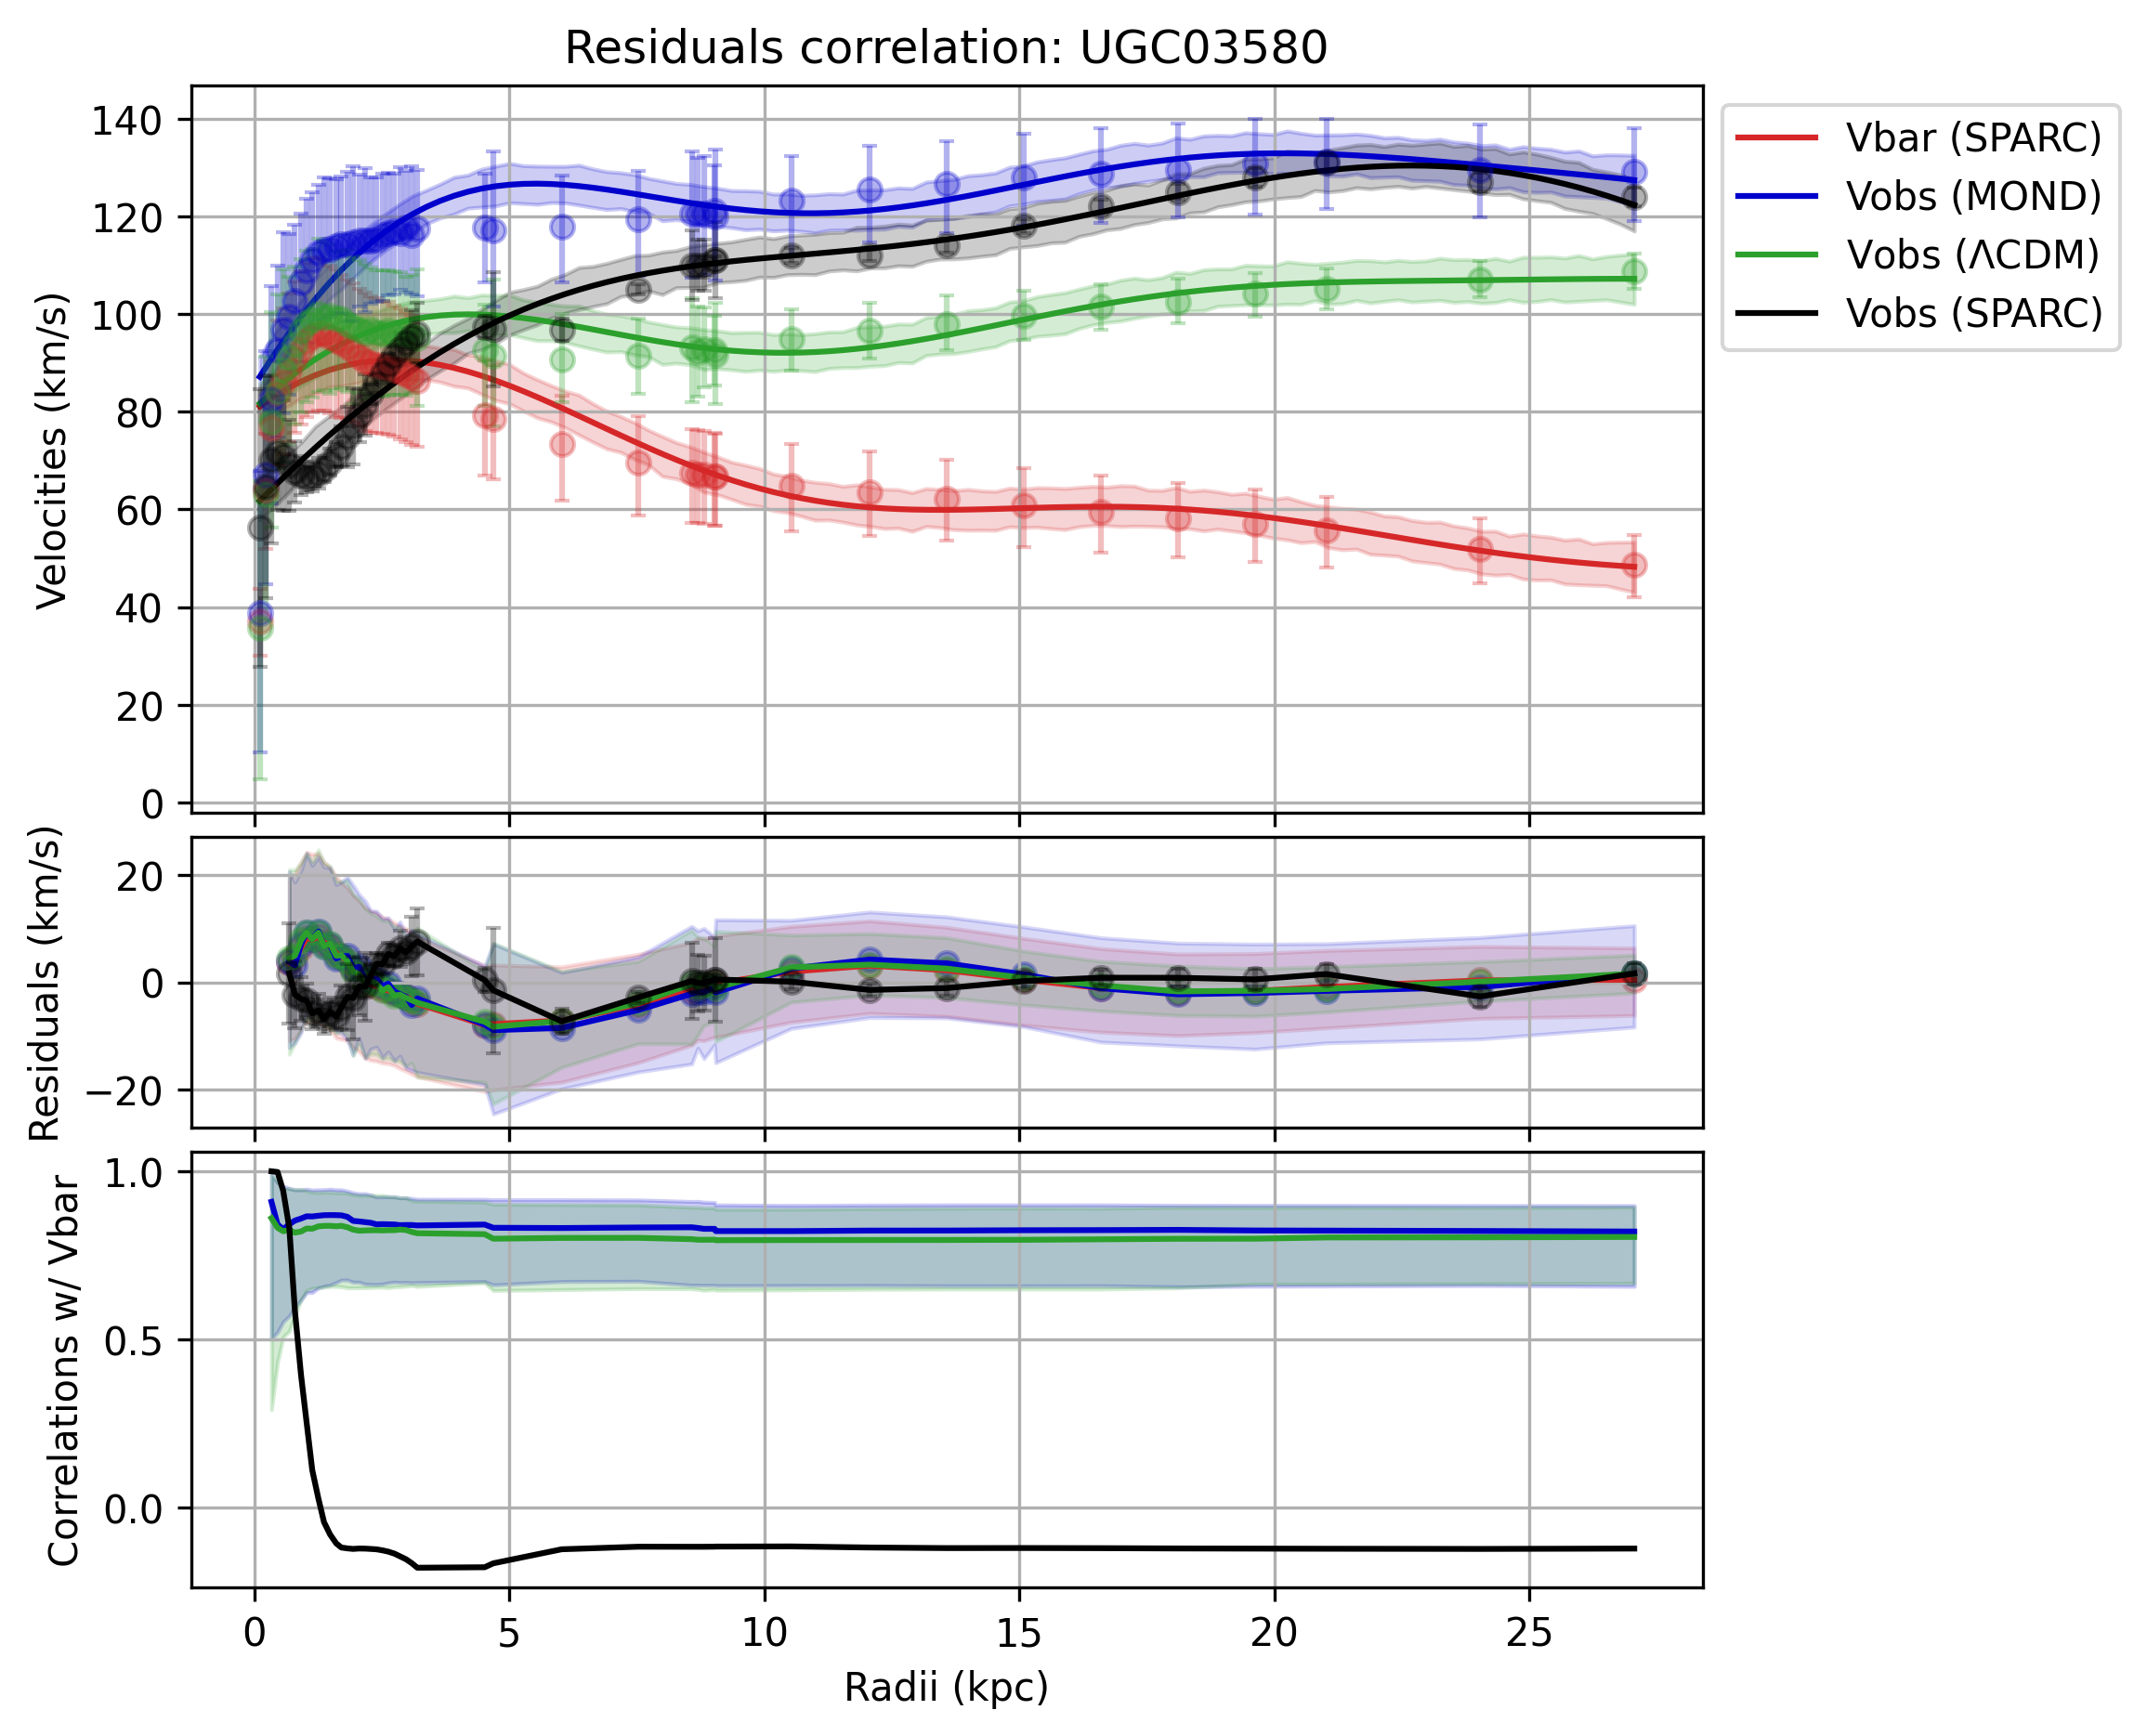 Residuals correlation: UGC03580
Velocities (km/s)
140
120
100
80
60
40
20
0
Vbar (SPARC)
Vobs (MOND)
Vobs (ΛCDM)
Vobs (SPARC)
Residuals (km/s)
20
0
−20
Correlations w/ Vbar
1.0
0.5
0.0
0 5 10 15 20 25
Radii (kpc)